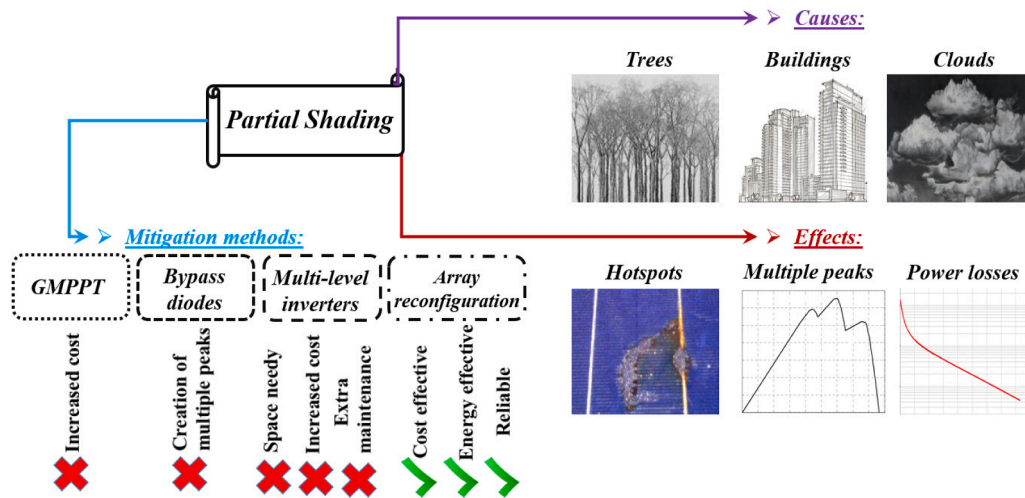 Partial Shading
Causes:
Trees
Buildings
Clouds
Mitigation methods:
GMPPT
Bypass
diodes
Multi-level
inverters
Array
reconfiguration
Increased cost
Creation of
multiple peaks
Space needy
Increased cost
Extra
maintenance
Cost effective
Energy effective
Reliable
Effects:
Hotspots
Multiple peaks
Power losses